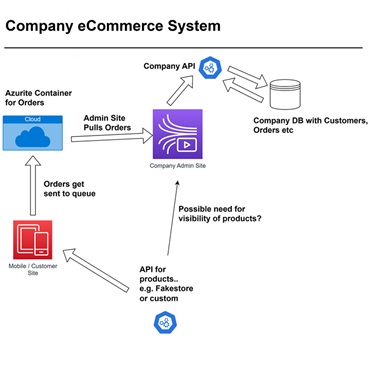 Company eCommerce System
Company API
Azurite Container
for Orders
Cloud
Admin Site
Pulls Orders
Company DB with Customers,
Orders etc
Company Admin Site
Orders get
sent to queue
Possible need for
visibility of products?
Mobile / Customer
Site
API for
products..
e.g. Fakestore
or custom